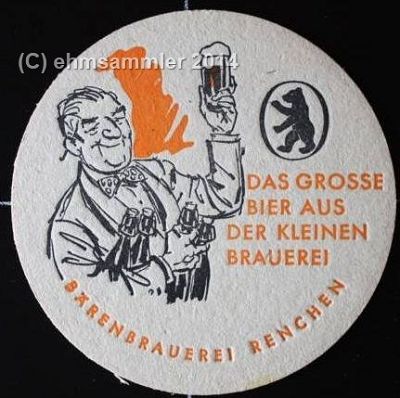 (C) ehmsammler 2014
DAS GROSSE
BIER AUS
DER KLEINEN
BRAUEREI
BÄRENBRAUEREI RENCHEN